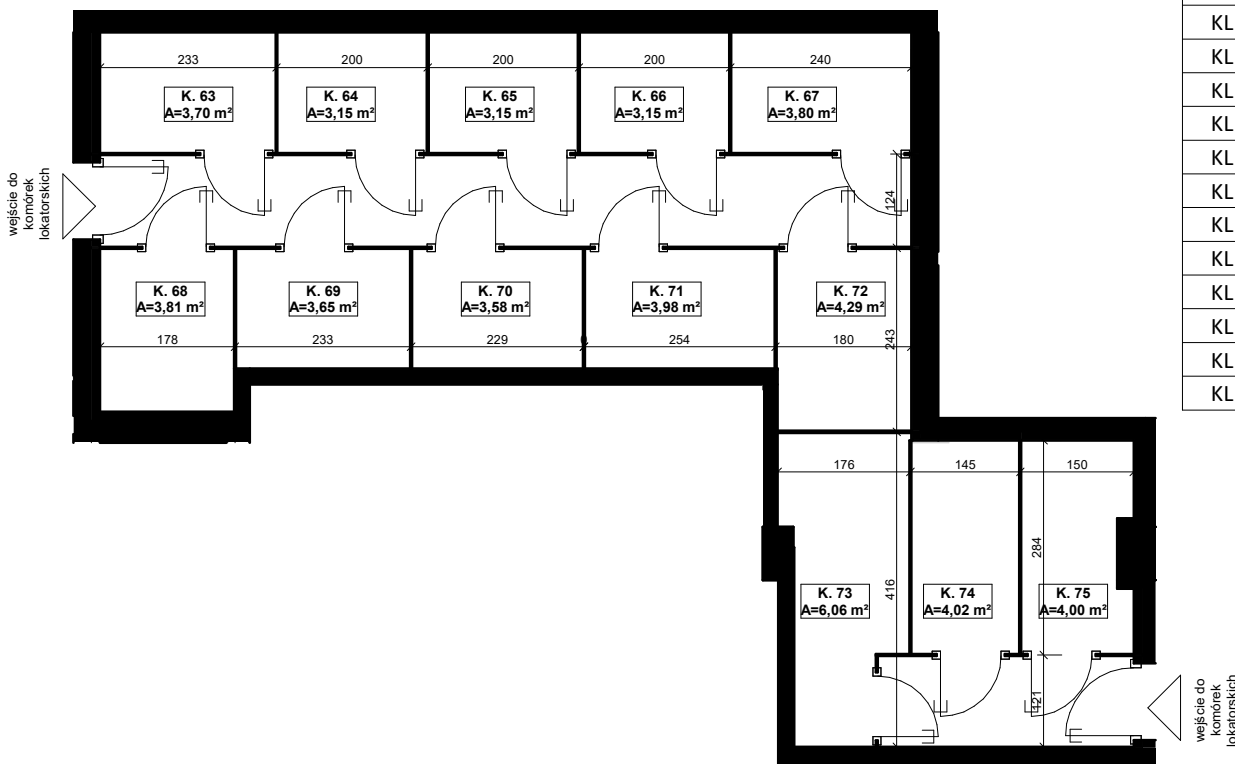 233
200
200
200
240
K. 63
A=3,70 m²
K. 64
A=3,15 m²
K. 65
A=3,15 m²
K. 66
A=3,15 m²
K. 67
A=3,80 m²
wejście do
komórek
lokatorskich
124
K. 68
A=3,81 m²
K. 69
A=3,65 m²
K. 70
A=3,58 m²
K. 71
A=3,98 m²
K. 72
A=4,29 m²
178
233
229
254
180
243
176
145
150
284
416
K. 73
A=6,06 m²
K. 74
A=4,02 m²
K. 75
A=4,00 m²
121
wejście do
komórek
lokatorskich
KL
KL
KL
KL
KL
KL
KL
KL
KL
KL
KL
KL